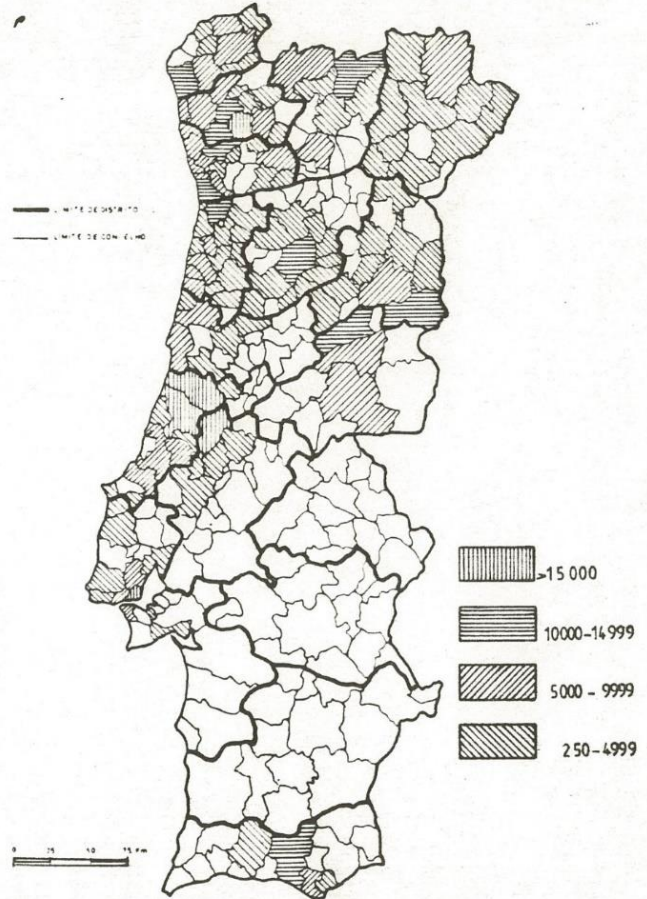 LIMITE DE DISTRITO
LIMITE DE CONCELHO
>15 000
10000-14999
5000 - 9999
250-4999
0 25 50 75 Km